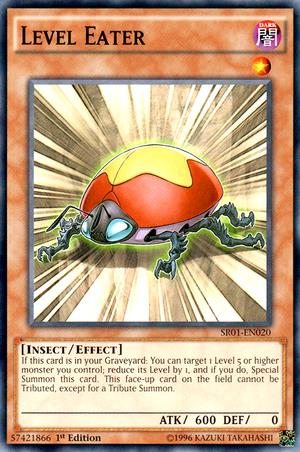 LEVEL EATER
DARK
闇
SR01-EN020
[INSECT/EFFECT]
If this card is in your Graveyard: You can target 1 Level 5 or higher
monster you control; reduce its Level by 1, and if you do, Special
Summon this card. This face-up card on the field cannot be
Tributed, except for a Tribute Summon.
ATK/ 600 DEF/ 0
57421866 1st Edition ©1996 KAZUKI TAKAHASHI